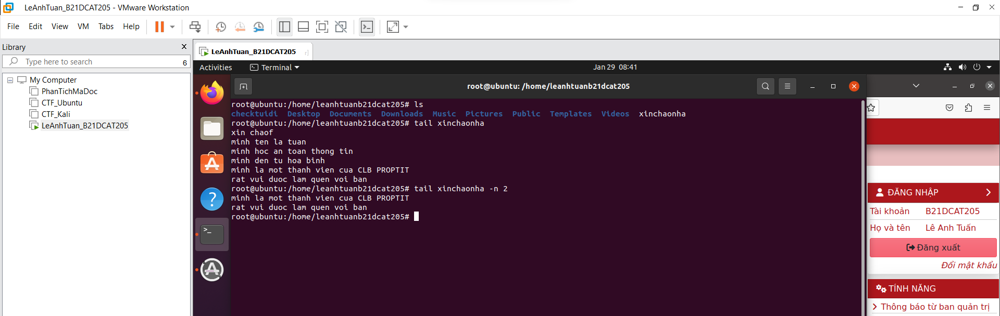 LeAnhTuan_B21DCAT205 - VMware Workstation
File Edit View VM Tabs Help
Library
Type here to search
6
My Computer
PhanTichMaDoc
CTF_Ubuntu
CTF_Kali
LeAnhTuan_B21DCAT205
LeAnhTuan_B21DCAT205
Activities Terminal Jan 29 08:41
root@ubuntu: /home/leanhtuanb21dcat205
root@ubuntu:/home/leanhtuanb21dcat205# ls
checktuidi Desktop Documents Downloads Music Pictures Public Templates Videos xinchaonha
root@ubuntu:/home/leanhtuanb21dcat205# tail xinchaonha
xin chaof
minh ten la tuan
minh hoc an toan thong tin
minh den tu hoa binh
minh la mot thanh vien cua CLB PROPTIT
rat vui duoc lam quen voi ban
root@ubuntu:/home/leanhtuanb21dcat205# tail xinchaonha -n 2
minh la mot thanh vien cua CLB PROPTIT
rat vui duoc lam quen voi ban
root@ubuntu:/home/leanhtuanb21dcat205#
ĐĂNG NHẬP
Tài khoản B21DCAT205
Họ và tên Lê Anh Tuấn
Đăng xuất
Đổi mật khẩu
TÍNH NĂNG
Thông báo từ ban quản trị